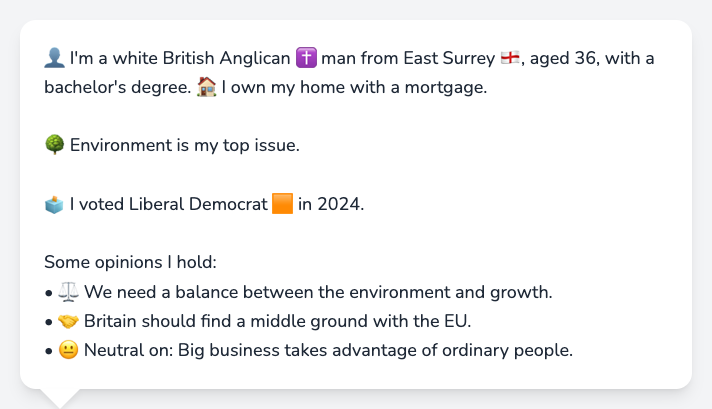 👤 I'm a white British Anglican ✝️ man from East Surrey 🏴󠁧󠁢󠁥󠁮󠁧󠁿, aged 36, with a
bachelor's degree. 🏠 I own my home with a mortgage.
🌳 Environment is my top issue.
🗳️ I voted Liberal Democrat 🟧 in 2024.
Some opinions I hold:
• ⚖️ We need a balance between the environment and growth.
• 🤝 Britain should find a middle ground with the EU.
• 😐 Neutral on: Big business takes advantage of ordinary people.